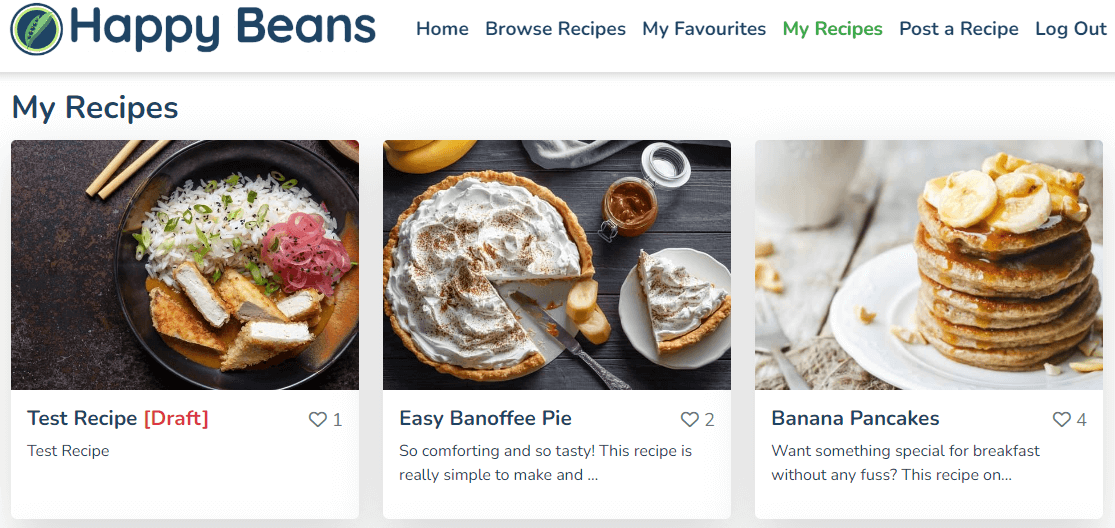 Happy Beans
Home Browse Recipes My Favourites My Recipes Post a Recipe Log Out
My Recipes
Test Recipe [Draft] 1
Test Recipe
Easy Banoffee Pie 2
So comforting and so tasty! This recipe is
really simple to make and ...
Banana Pancakes 4
Want something special for breakfast
without any fuss? This recipe on...